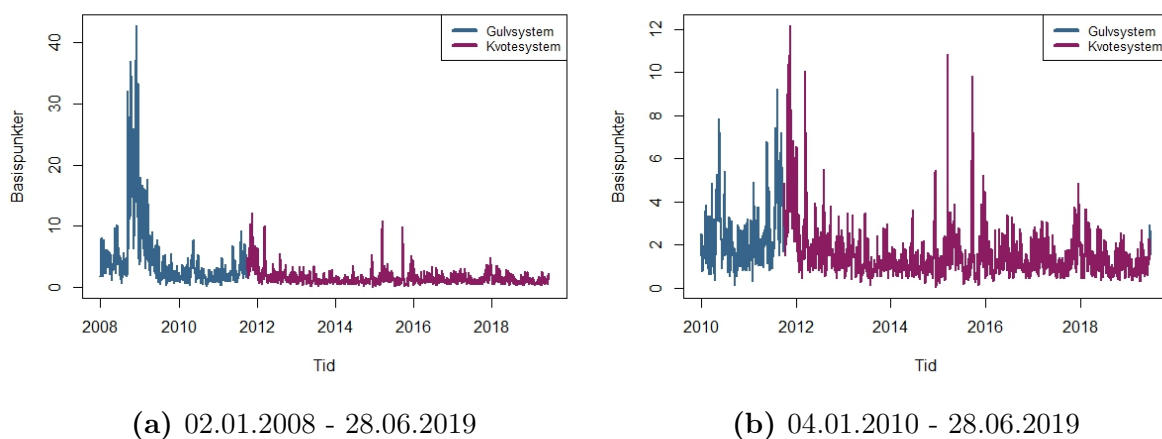 Gulvsystem
Kvotesystem
Basispunkter
40
30
20
10
0
2008 2010 2012 2014 2016 2018
Tid
(a) 02.01.2008 - 28.06.2019
Gulvsystem
Kvotesystem
Basispunkter
12
10
8
6
4
2
0
2010 2012 2014 2016 2018
Tid
(b) 04.01.2010 - 28.06.2019